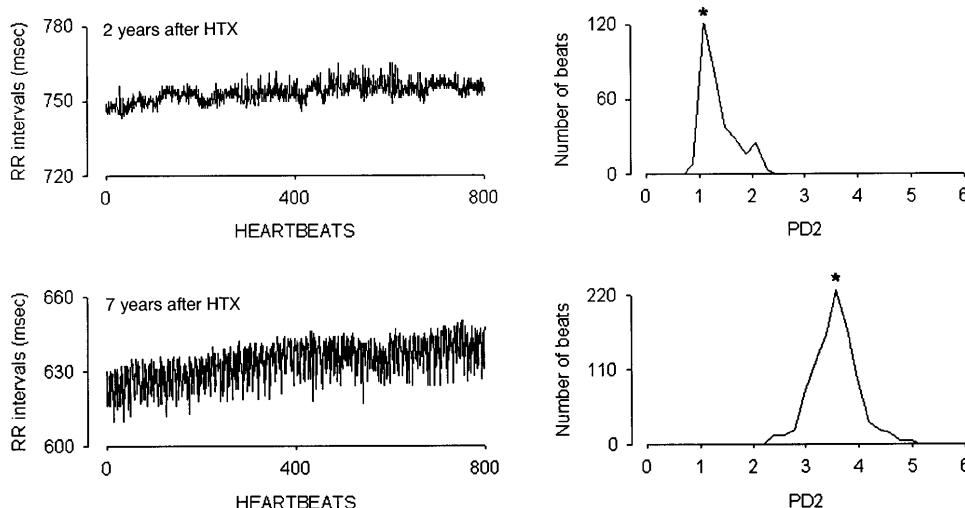 780
2 years after HTX
750
720
RR intervals (msec)
0 400 800
HEARTBEATS
*
120
60
0
Number of beats
0 1 2 3 4 5 6
PD2
660
7 years after HTX
630
600
RR intervals (msec)
0 400 800
HEARTBEATS
*
220
110
0
Number of beats
0 1 2 3 4 5 6
PD2